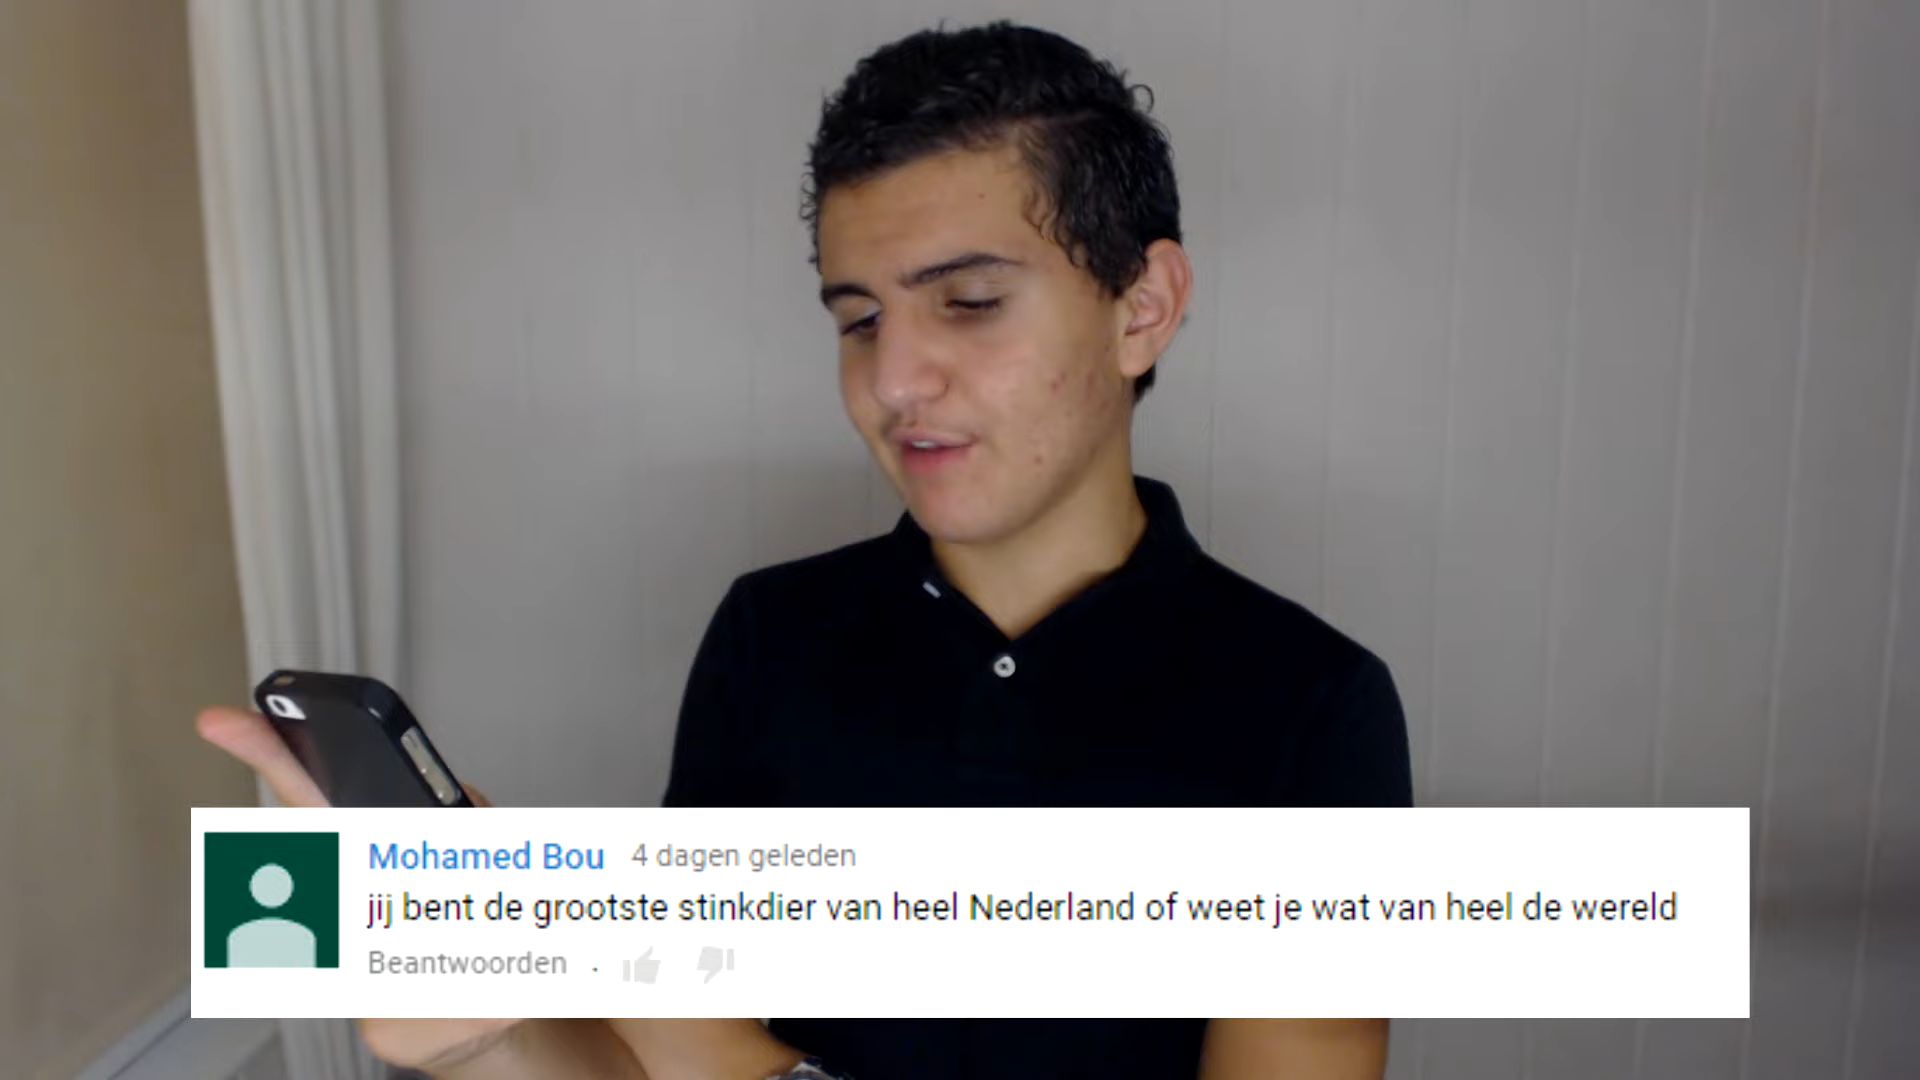 Mohamed Bou 4 dagen geleden
jij bent de grootste stinkdier van heel Nederland of weet je wat van heel de wereld
Beantwoorden .